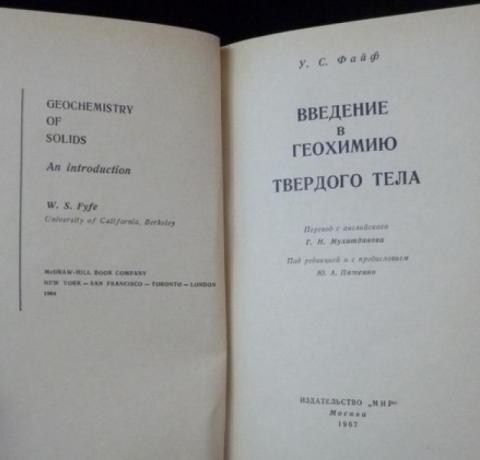 GEOCHEMISTRY
OF
SOLIDS
An introduction
W. S. Fyfe
University of California, Berkeley
McGRAW-HILL BOOK COMPANY
NEW YORK — SAN FRANCISCO — TORONTO — LONDON
1964
У. С. Файф
ВВЕДЕНИЕ
В
ГЕОХИМИЮ
ТВЕРДОГО ТЕЛА
Перевод с английского
Г. Н. Мухитдинова
Под редакцией и с предисловием
Ю. А. Пятенко
ИЗДАТЕЛЬСТВО „МИР“
Москва
1967